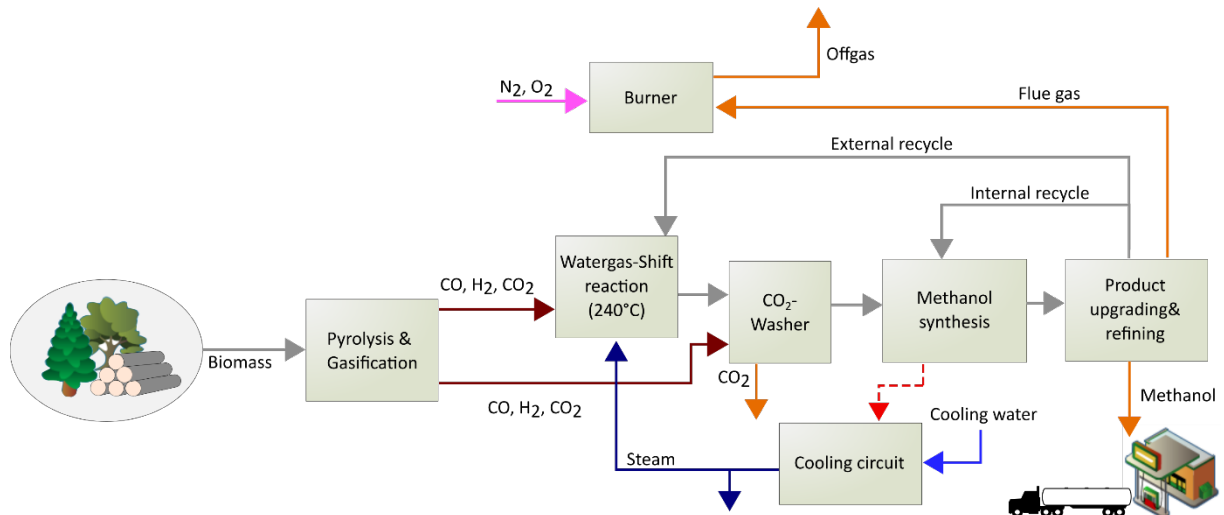 Offgas
N2, O2
Burner
Flue gas
External recycle
Internal recycle
Watergas-Shift
reaction
(240°C)
CO, H2, CO2
CO2-
Washer
Methanol
synthesis
Product
upgrading&
refining
Pyrolysis &
Gasification
Biomass
CO, H2, CO2
CO2
Methanol
Cooling water
Steam
Cooling circuit